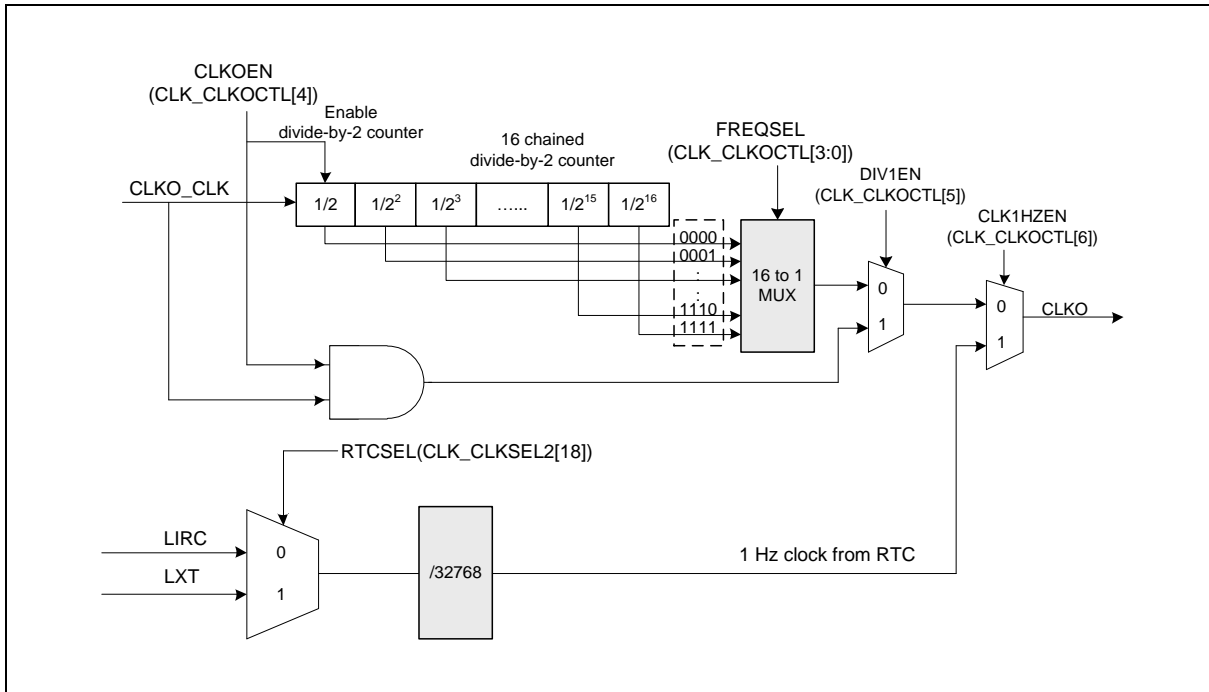 CLKOEN
(CLK_CLKOCTL[4])
Enable
divide-by-2 counter
16 chained
divide-by-2 counter
FREQSEL
(CLK_CLKOCTL[3:0])
DIV1EN
(CLK_CLKOCTL[5])
CLK1HZEN
(CLK_CLKOCTL[6])
CLKO_CLK
1/2
1/2²
1/2³
…...
1/2¹⁵
1/2¹⁶
0000
0001
:
:
1110
1111
16 to 1
MUX
0
1
0
1
CLKO
RTCSEL(CLK_CLKSEL2[18])
LIRC
LXT
0
1
/32768
1 Hz clock from RTC